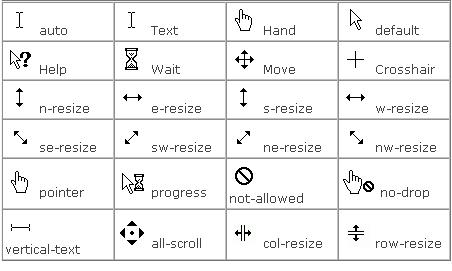 auto Text Hand default
Help Wait Move Crosshair
n-resize e-resize s-resize w-resize
se-resize sw-resize ne-resize nw-resize
pointer progress not-allowed no-drop
vertical-text all-scroll col-resize row-resize